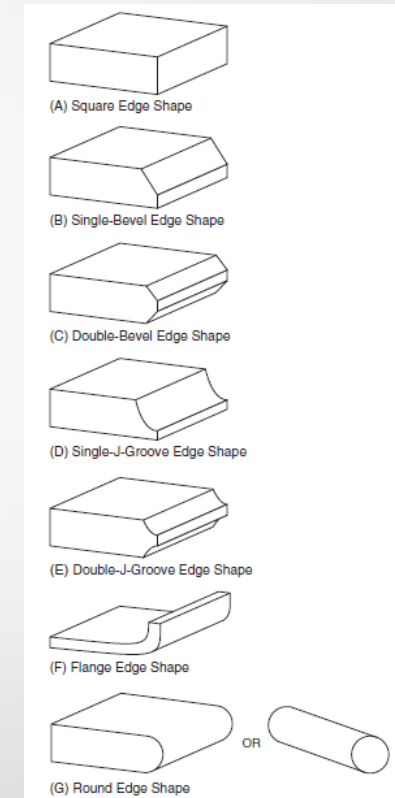 (A) Square Edge Shape
(B) Single-Bevel Edge Shape
(C) Double-Bevel Edge Shape
(D) Single-J-Groove Edge Shape
(E) Double-J-Groove Edge Shape
(F) Flange Edge Shape
OR
(G) Round Edge Shape